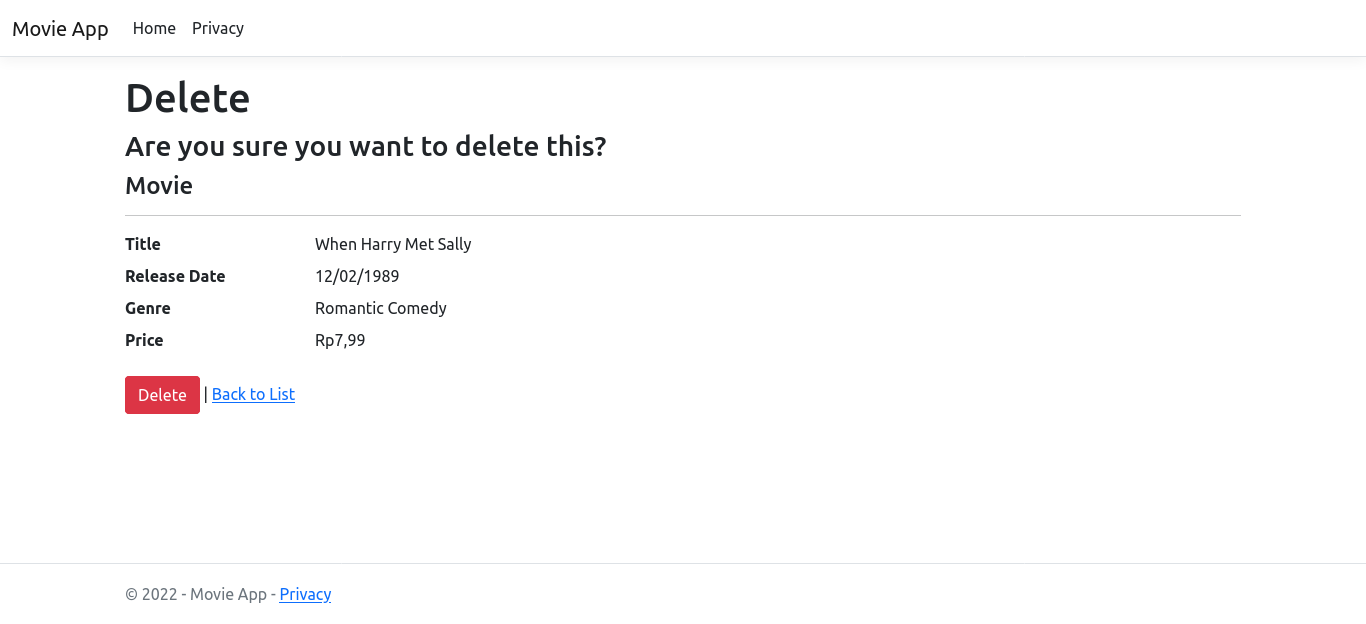 Movie App Home Privacy
Delete
Are you sure you want to delete this?
Movie
Title When Harry Met Sally
Release Date 12/02/1989
Genre Romantic Comedy
Price Rp7,99
Delete | Back to List
© 2022 - Movie App - Privacy